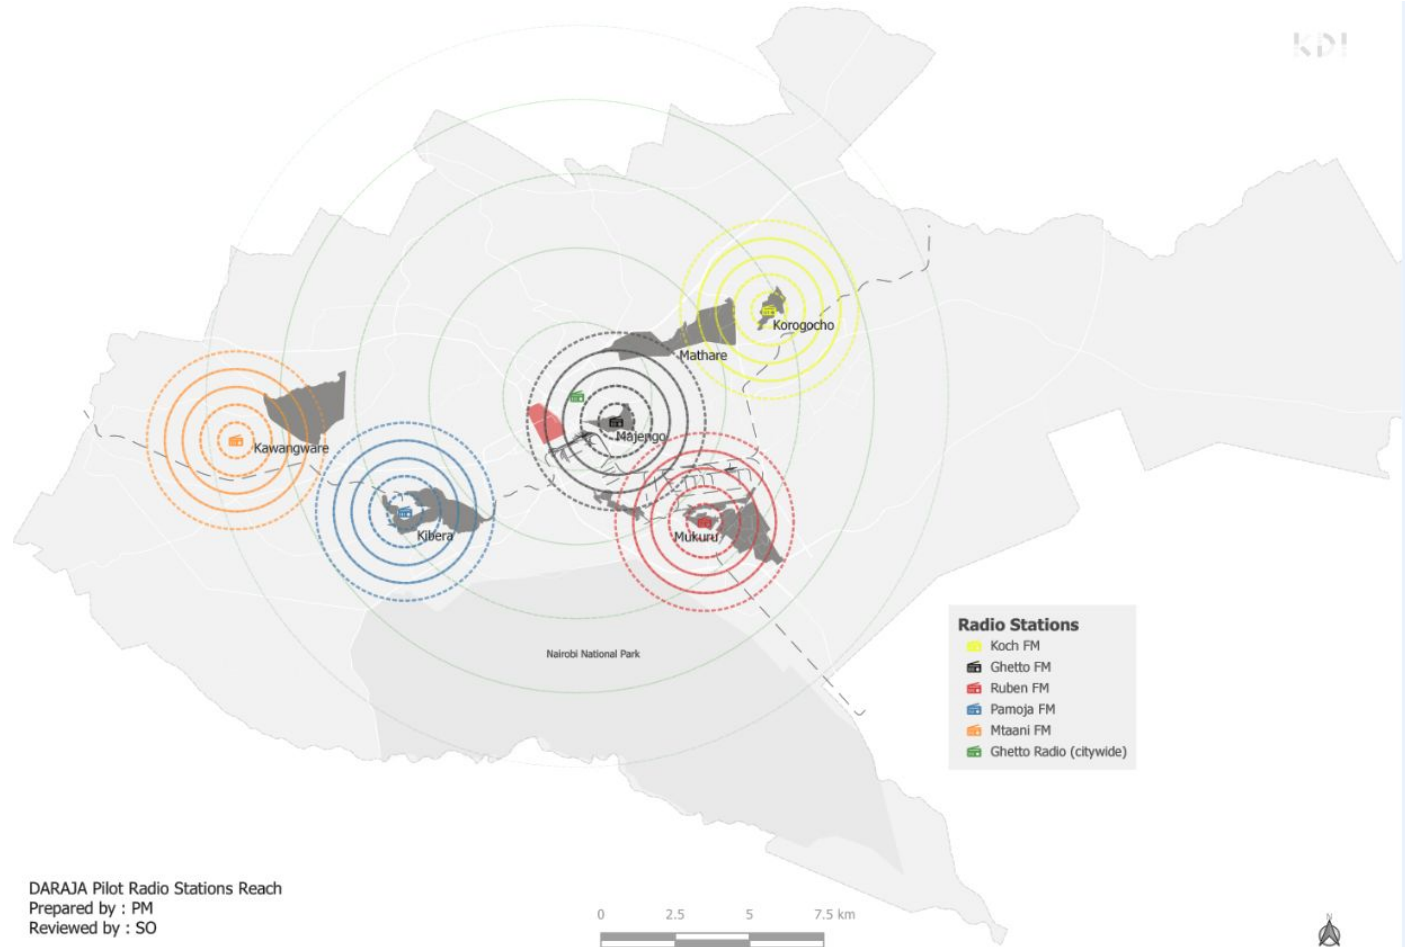 KDI
Korogocho
Mathare
Majengo
Kawangware
Kibera
Mukuru
Nairobi National Park
Radio Stations
Koch FM
Ghetto FM
Ruben FM
Pamoja FM
Mtaani FM
Ghetto Radio (citywide)
DARAJA Pilot Radio Stations Reach
Prepared by : PM
Reviewed by : SO
0 2.5 5 7.5 km
N